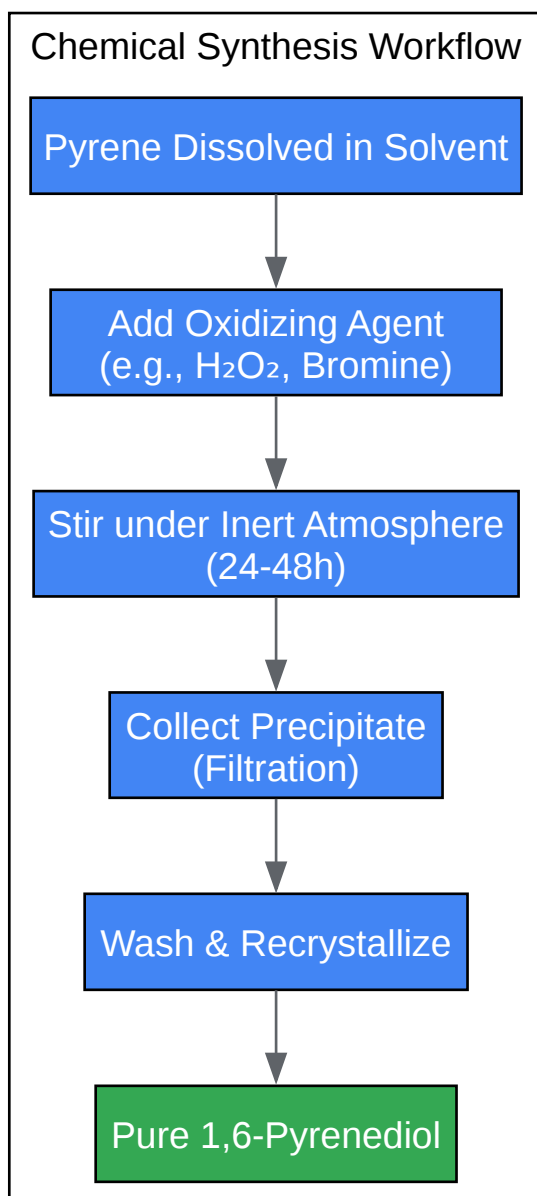 Chemical Synthesis Workflow
Pyrene Dissolved in Solvent
Add Oxidizing Agent
(e.g., H₂O₂, Bromine)
Stir under Inert Atmosphere
(24-48h)
Collect Precipitate
(Filtration)
Wash & Recrystallize
Pure 1,6-Pyrenediol